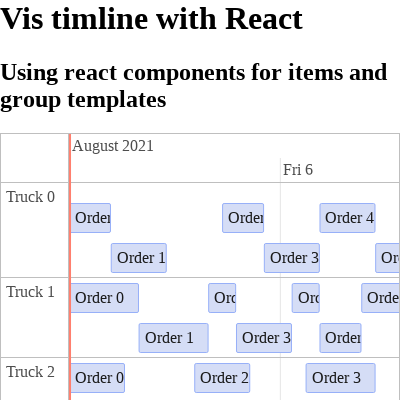 Vis timline with React
Using react components for items and
group templates
August 2021
Fri 6
Truck 0
Order
Order
Order 4
Order 1
Order 3
Or
Truck 1
Order 0
Orde
Order 1
Order 3
Order
Truck 2
Order 0
Order 2
Order 3